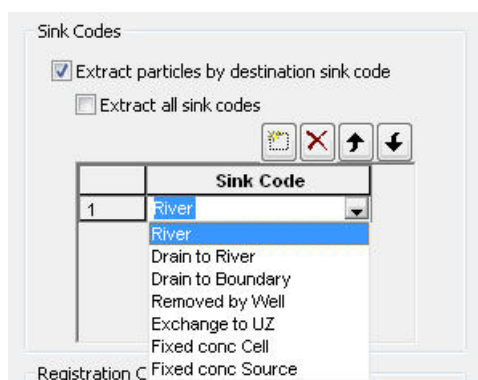 Sink Codes
Extract particles by destination sink code
Extract all sink codes
Sink Code
1 River
River
Drain to River
Drain to Boundary
Removed by Well
Exchange to UZ
Fixed conc Cell
Registration C Fixed conc Source